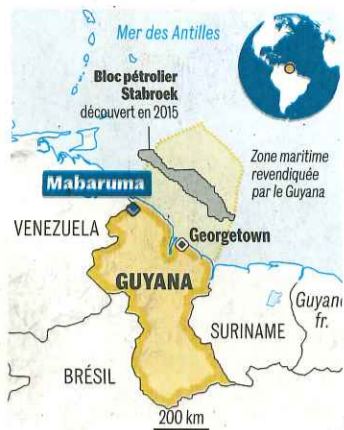 Mer des Antilles
Bloc pétrolier
Stabroek
découvert en 2015
Zone maritime
revendiquée
par le Guyana
Mabaruma
VENEZUELA
Georgetown
GUYANA
Guyane
fr.
SURINAME
BRÉSIL
200 km